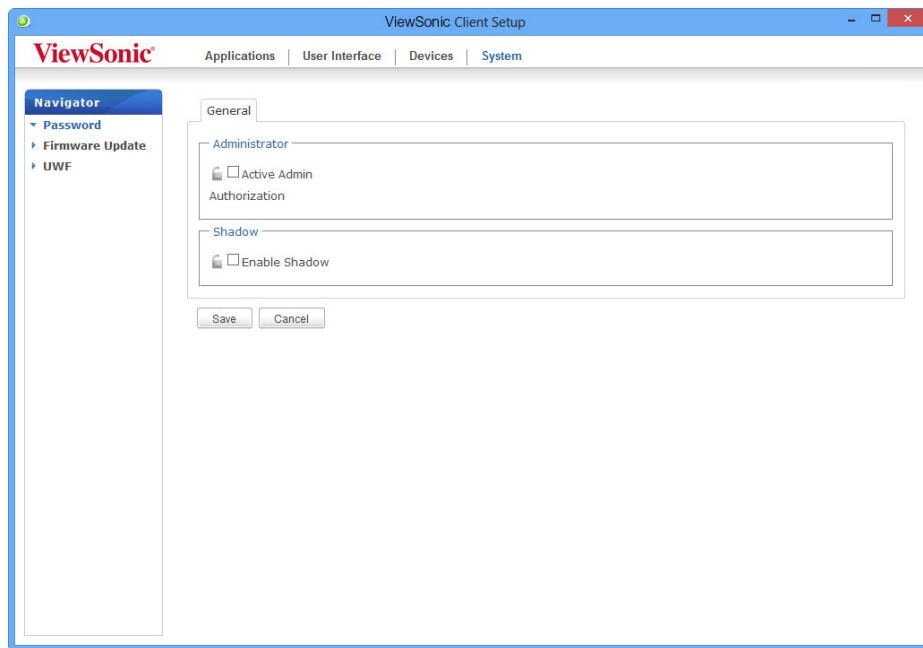 ViewSonic Client Setup
ViewSonic®
Applications | User Interface | Devices | System
Navigator
Password
Firmware Update
UWF
General
Administrator
Active Admin
Authorization
Shadow
Enable Shadow
Save Cancel